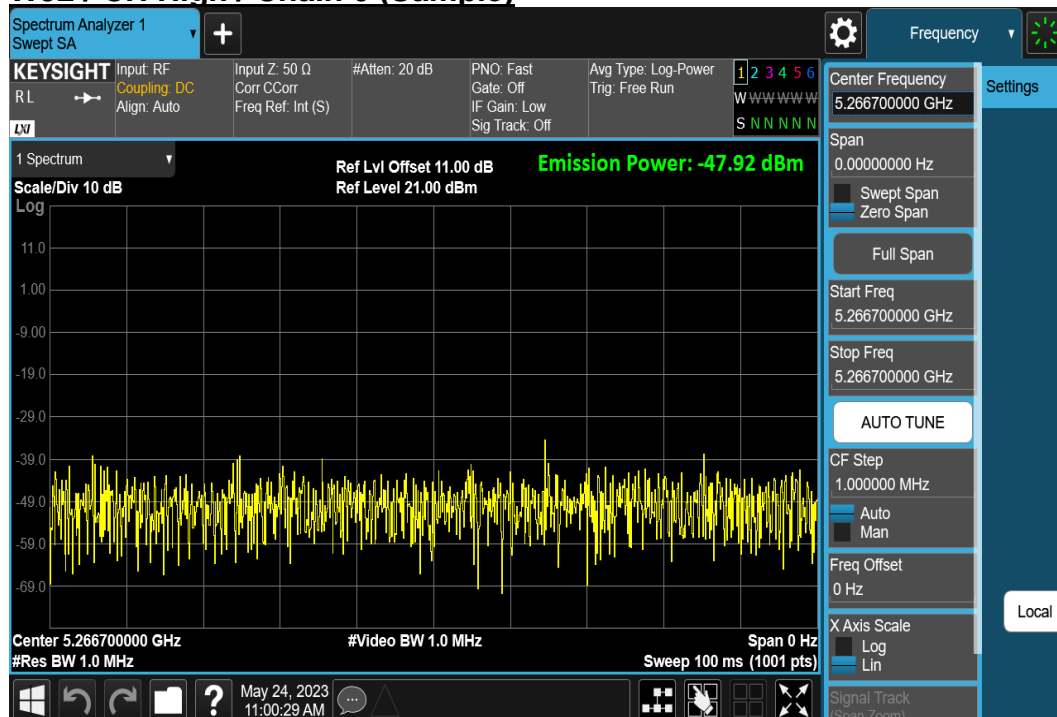 Spectrum Analyzer 1
Swept SA
Frequency
KEYSIGHT
RL
LXI
Input: RF
Coupling: DC
Align: Auto
Input Z: 50 Ω
Corr CCorr
Freq Ref: Int (S)
#Atten: 20 dB
PNO: Fast
Gate: Off
IF Gain: Low
Sig Track: Off
Avg Type: Log-Power
Trig: Free Run
1 2 3 4 5 6
W W W W W W
S N N N N N
1 Spectrum
Scale/Div 10 dB
Log
Ref Lvl Offset 11.00 dB
Ref Level 21.00 dBm
Emission Power: -47.92 dBm
11.0
1.00
-9.00
-19.0
-29.0
-39.0
-49.0
-59.0
-69.0
Center 5.266700000 GHz
#Res BW 1.0 MHz
#Video BW 1.0 MHz
Span 0 Hz
Sweep 100 ms (1001 pts)
Center Frequency
5.266700000 GHz
Span
0.00000000 Hz
Swept Span
Zero Span
Full Span
Start Freq
5.266700000 GHz
Stop Freq
5.266700000 GHz
AUTO TUNE
CF Step
1.000000 MHz
Auto
Man
Freq Offset
0 Hz
X Axis Scale
Log
Lin
Signal Track
(Span Zoom)
Settings
Local
?
May 24, 2023
11:00:29 AM